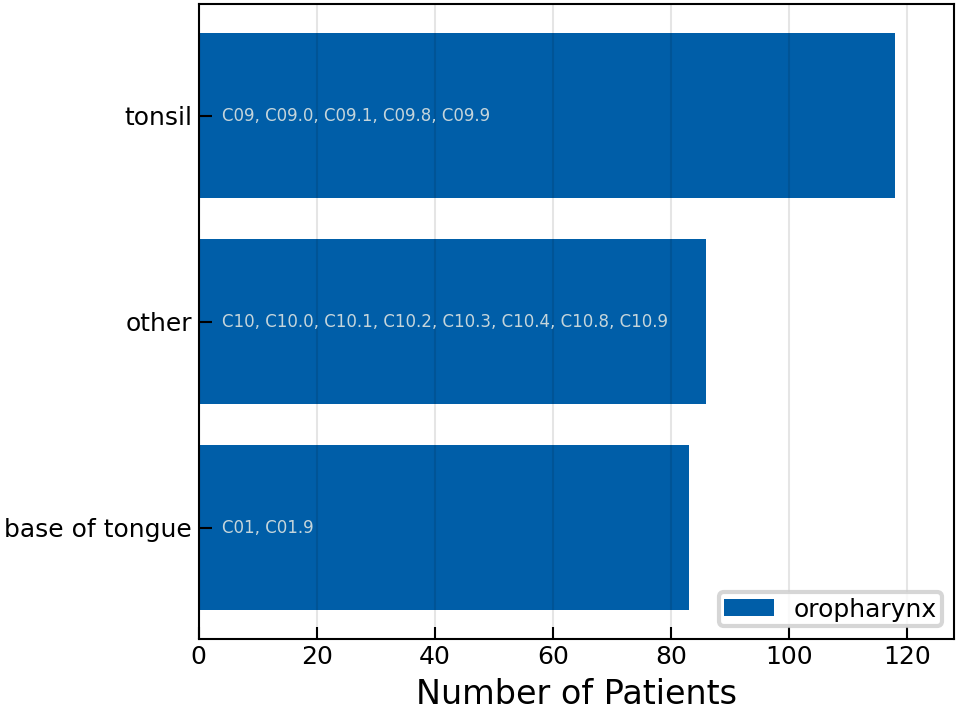 tonsil
C09, C09.0, C09.1, C09.8, C09.9
other
C10, C10.0, C10.1, C10.2, C10.3, C10.4, C10.8, C10.9
base of tongue
C01, C01.9
oropharynx
0 20 40 60 80 100 120
Number of Patients